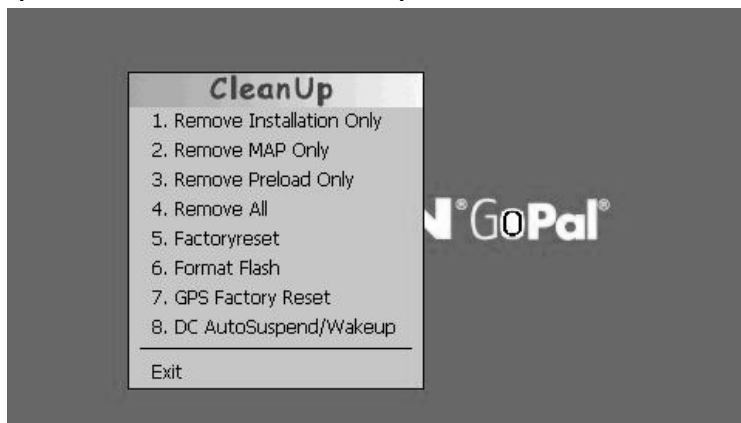 CleanUp
1. Remove Installation Only
2. Remove MAP Only
3. Remove Preload Only
4. Remove All
5. Factoryreset
6. Format Flash
7. GPS Factory Reset
8. DC AutoSuspend/Wakeup
Exit
N®GoPal®